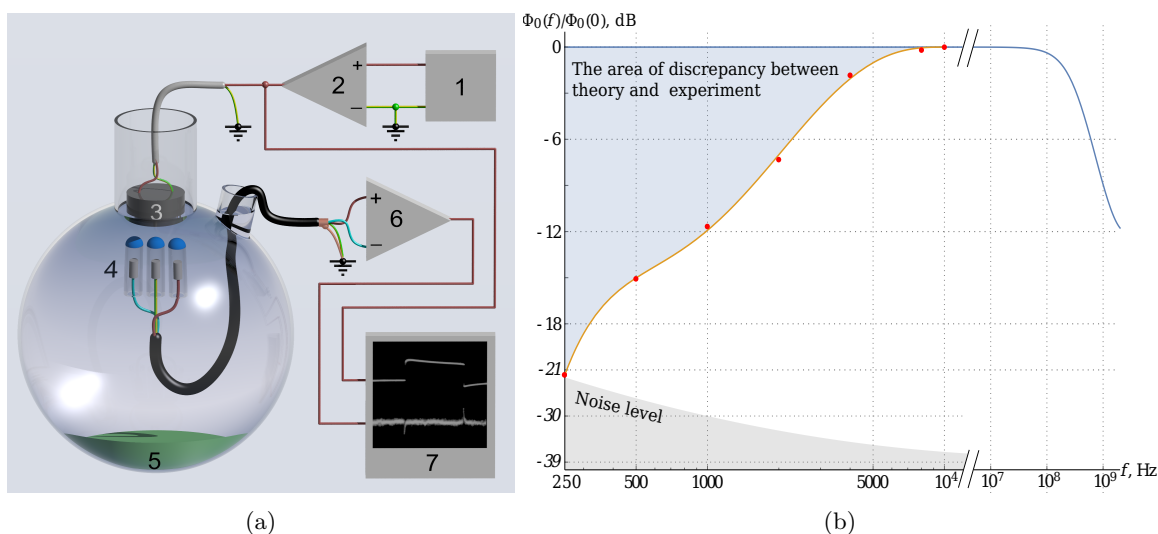 1
2
+
−
3
4
5
6
+
−
7
(a)
Φ₀(f)/Φ₀(0), dB
-0
-6
-12
-18
-21
-30
-39
The area of discrepancy between
theory and experiment
Noise level
250 500 1000 5000 10⁴ 10⁷ 10⁸ 10⁹ f, Hz
(b)